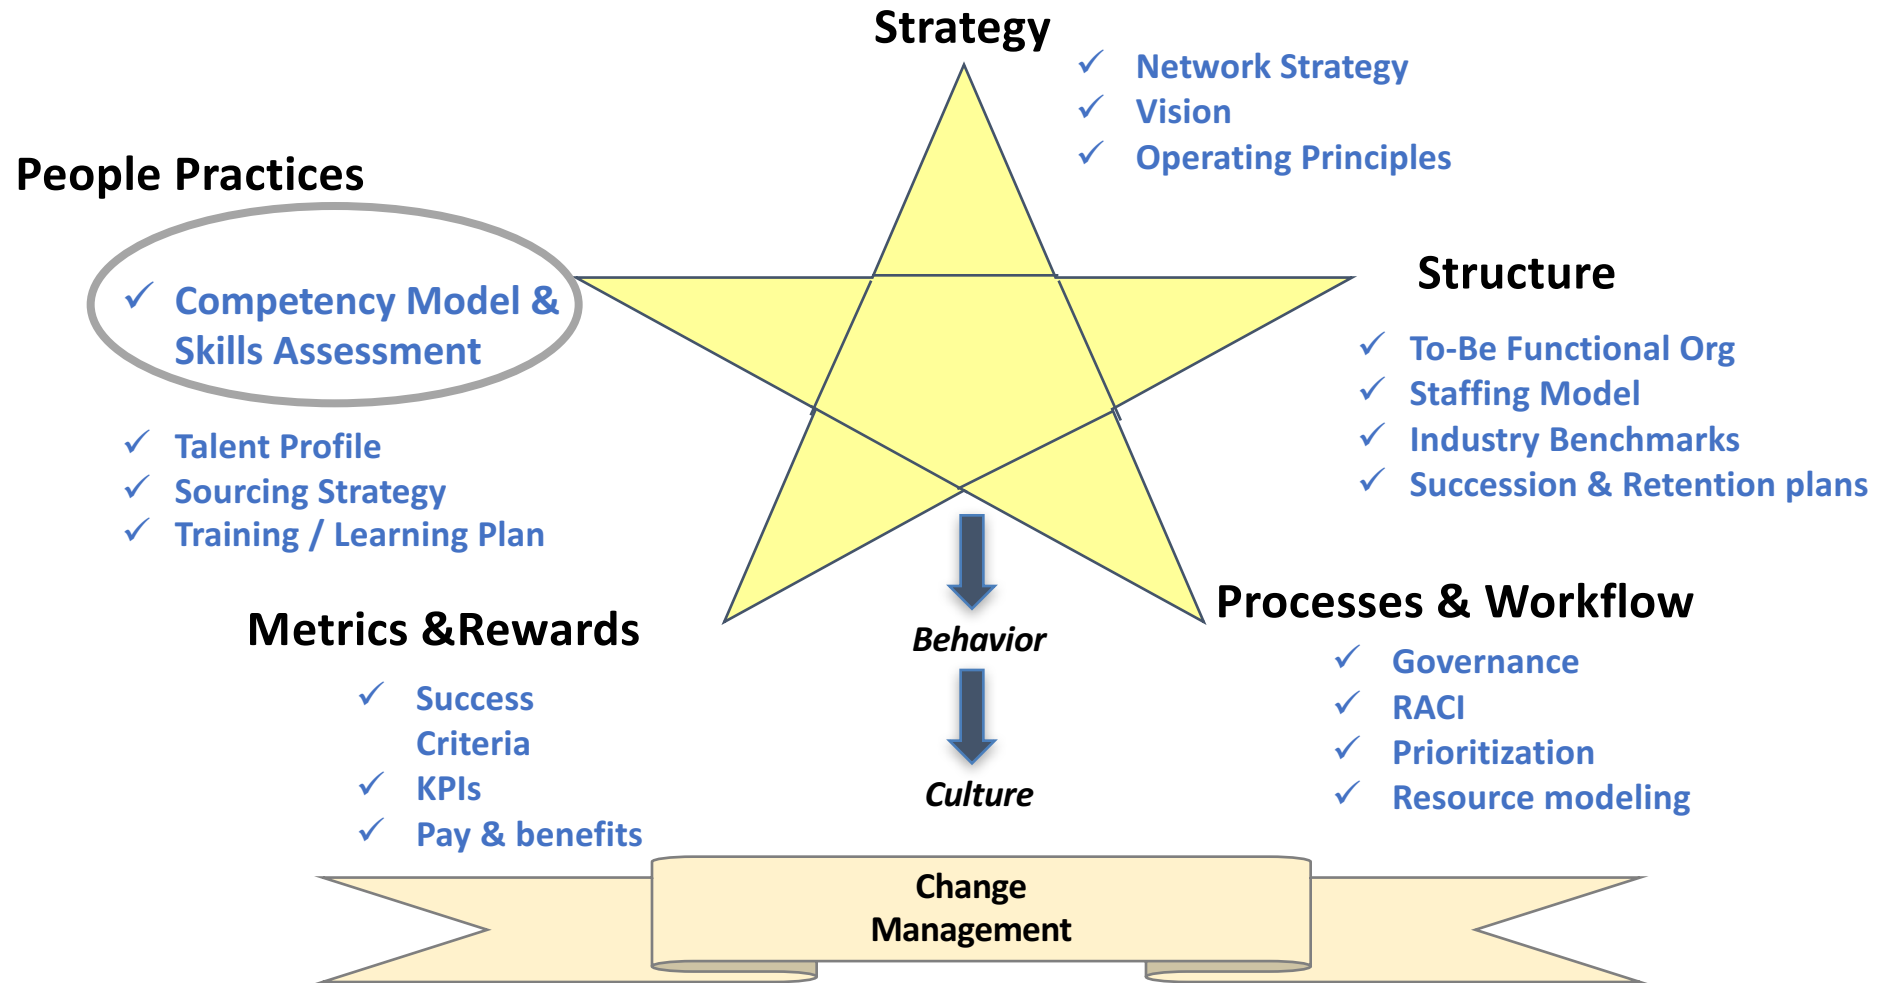 Strategy
✓ Network Strategy
✓ Vision
✓ Operating Principles
People Practices
✓ Competency Model &
Skills Assessment
✓ Talent Profile
✓ Sourcing Strategy
✓ Training / Learning Plan
Structure
✓ To-Be Functional Org
✓ Staffing Model
✓ Industry Benchmarks
✓ Succession & Retention plans
Metrics &Rewards
✓ Success
Criteria
✓ KPIs
✓ Pay & benefits
Behavior
Culture
Processes & Workflow
✓ Governance
✓ RACI
✓ Prioritization
✓ Resource modeling
Change
Management